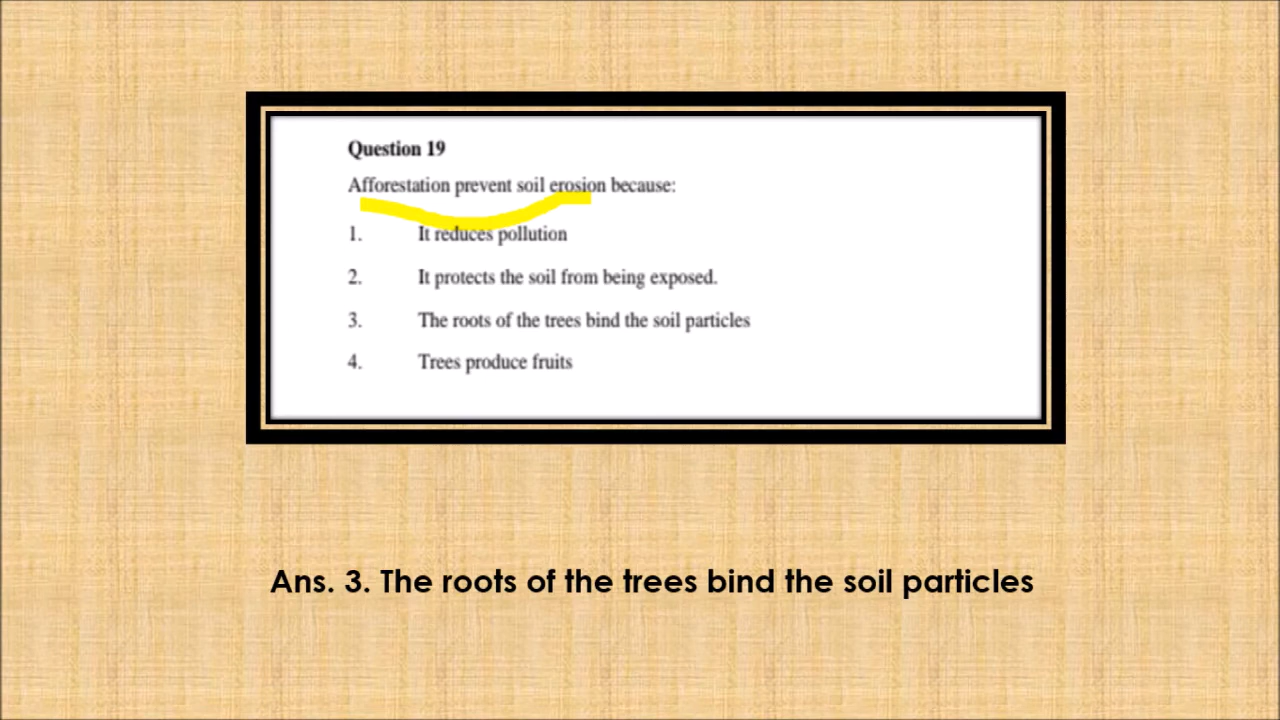 Question 19
Afforestation prevent soil erosion because:
1. It reduces pollution
2. It protects the soil from being exposed.
3. The roots of the trees bind the soil particles
4. Trees produce fruits
Ans. 3. The roots of the trees bind the soil particles